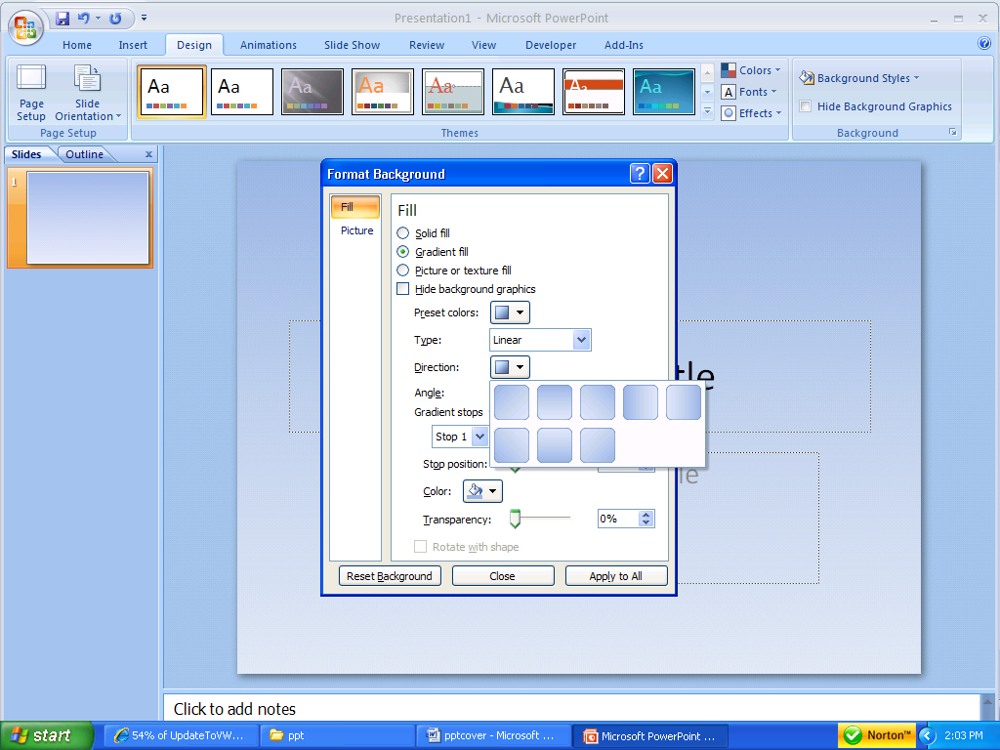 Presentation1 - Microsoft PowerPoint
Home Insert Design Animations Slide Show Review View Developer Add-Ins
Page Setup
Slide Orientation
Page Setup
Aa Aa Aa Aa Aa Aa Aa Aa
Themes
Colors
Fonts
Effects
Background Styles
Hide Background Graphics
Background
Slides Outline x
1
Format Background
Fill
Picture
Fill
Solid fill
Gradient fill
Picture or texture fill
Hide background graphics
Preset colors:
Type: Linear
Direction:
Angle:
Gradient stops
Stop 1
Stop position:
Color:
Transparency: 0%
Rotate with shape
Reset Background Close Apply to All
tle
le
Click to add notes
start 54% of UpdateToVW... ppt pptcover - Microsoft ... Microsoft PowerPoint ... Norton™ 2:03 PM